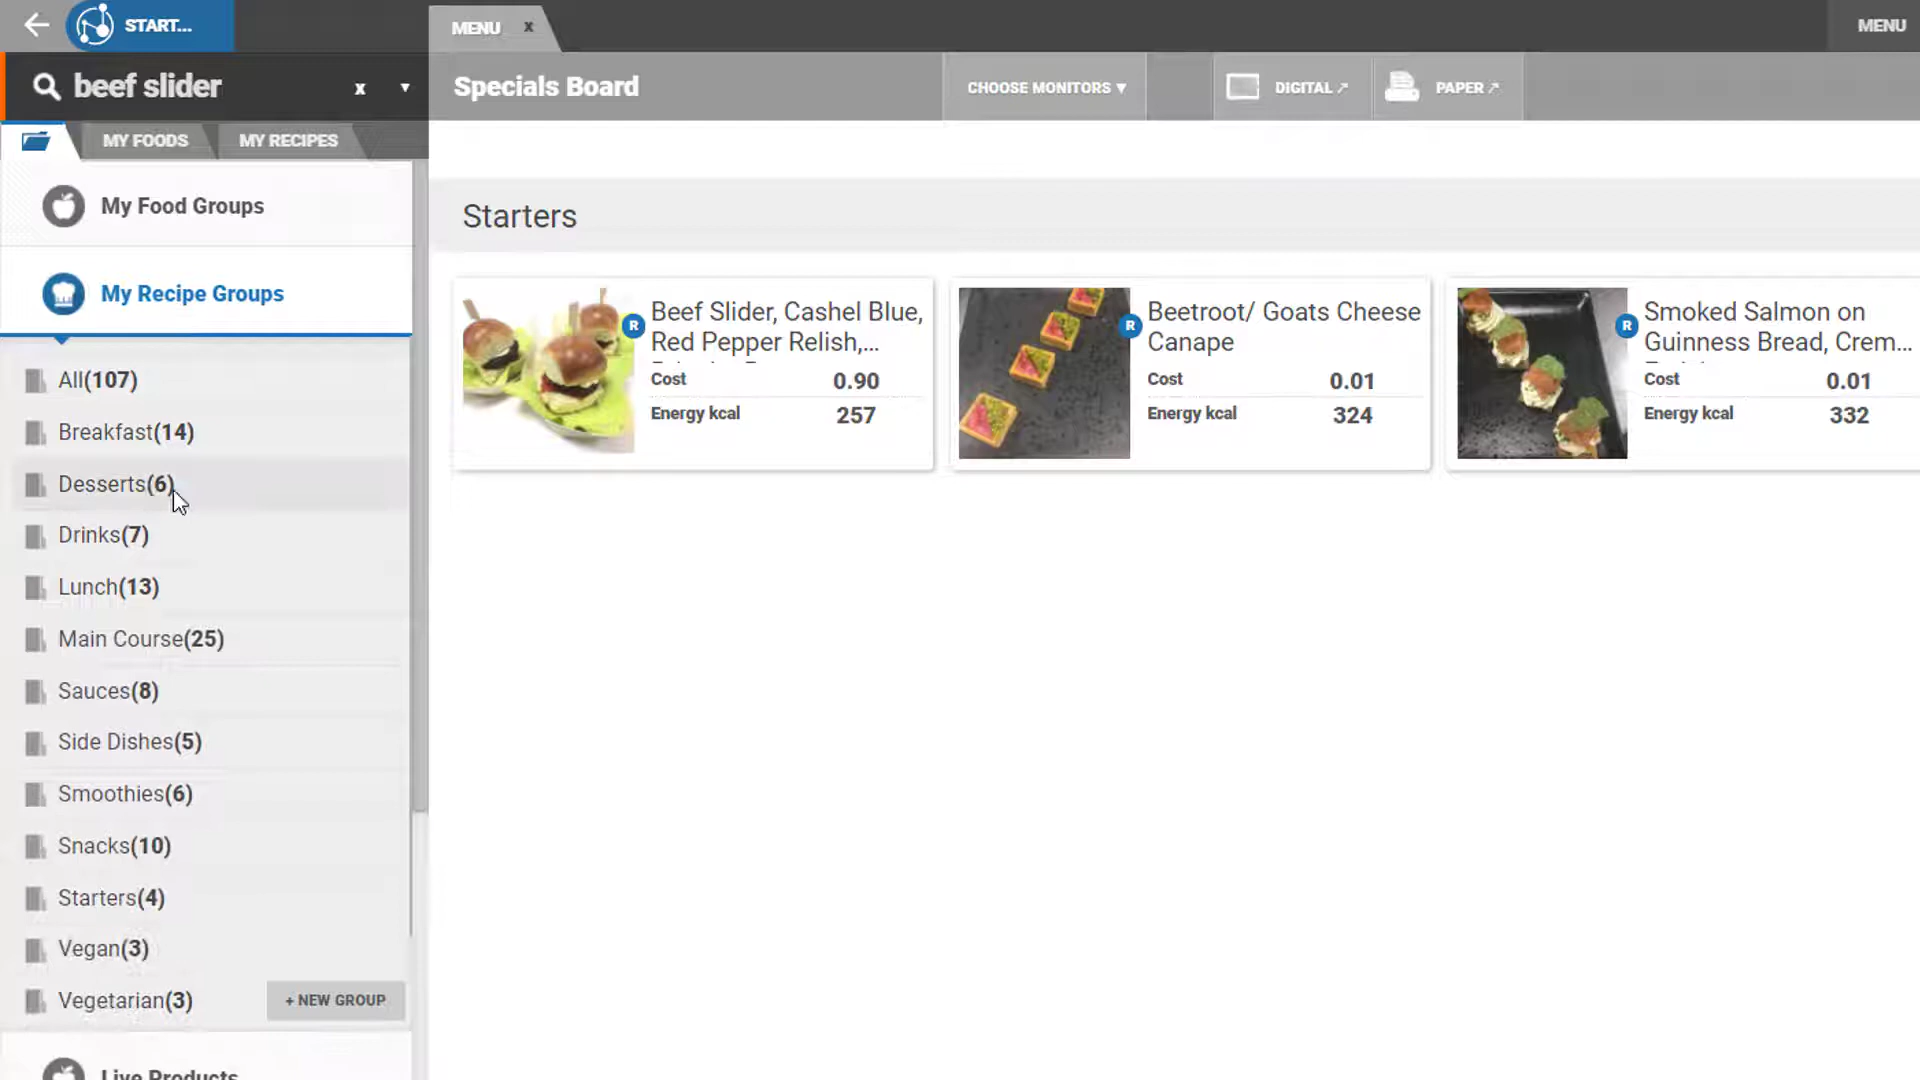 START...
MENU x
MENU
beef slider x ▼
Specials Board
CHOOSE MONITORS ▼
DIGITAL ↗
PAPER ↗
MY FOODS
MY RECIPES
My Food Groups
My Recipe Groups
All(107)
Breakfast(14)
Desserts(6)
Drinks(7)
Lunch(13)
Main Course(25)
Sauces(8)
Side Dishes(5)
Smoothies(6)
Snacks(10)
Starters(4)
Vegan(3)
Vegetarian(3)
+ NEW GROUP
Live Products
Starters
R
Beef Slider, Cashel Blue,
Red Pepper Relish,...
Cost 0.90
Energy kcal 257
R
Beetroot/ Goats Cheese
Canape
Cost 0.01
Energy kcal 324
R
Smoked Salmon on
Guinness Bread, Crem...
Cost 0.01
Energy kcal 332